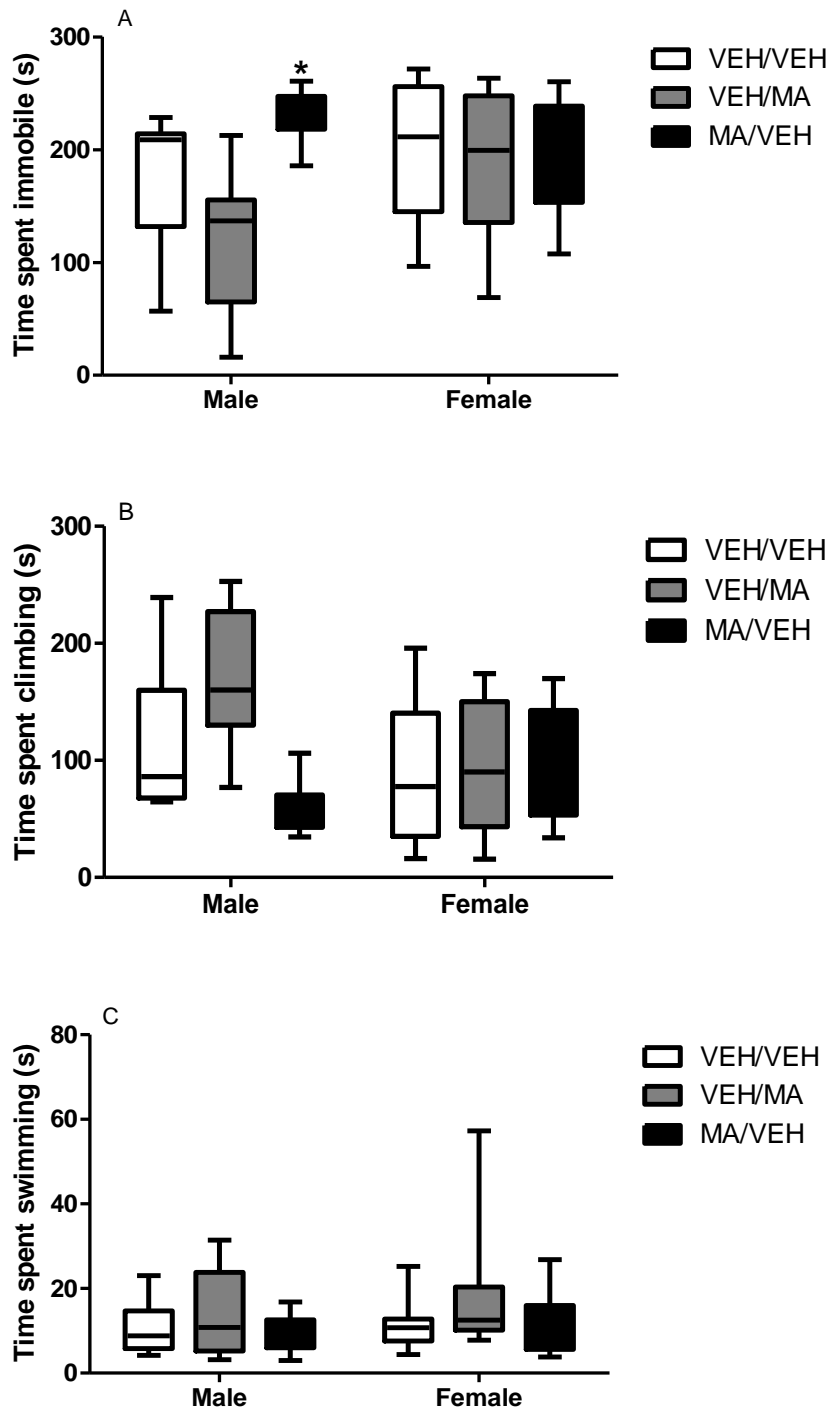 A
Time spent immobile (s)
300
200
100
0
*
Male
Female
VEH/VEH
VEH/MA
MA/VEH
B
Time spent climbing (s)
300
200
100
0
Male
Female
VEH/VEH
VEH/MA
MA/VEH
C
Time spent swimming (s)
80
60
40
20
0
Male
Female
VEH/VEH
VEH/MA
MA/VEH